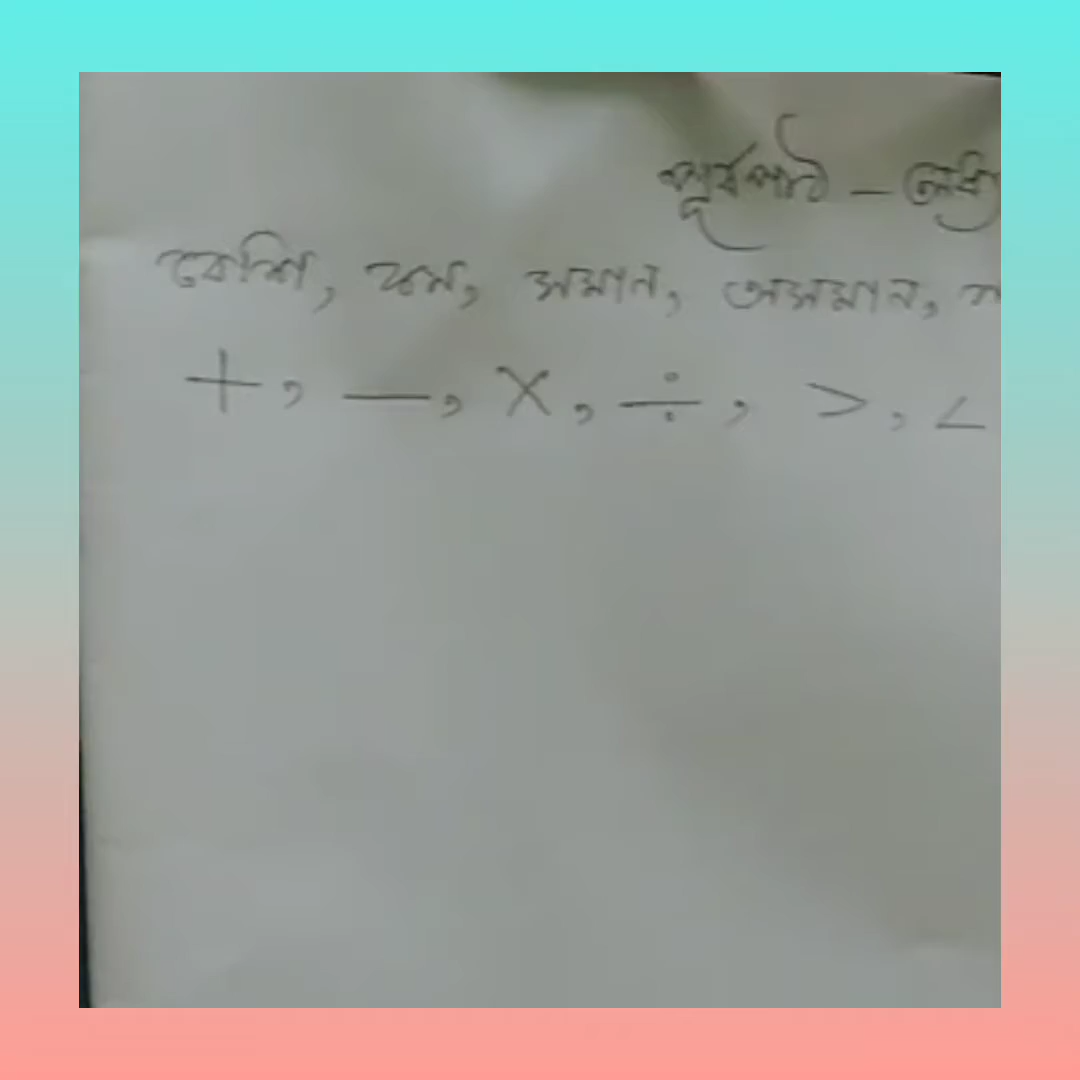 পূর্বপাঠ –
বেশি, কম, সমান, অসমান,
+, —, ×, ÷, >, <